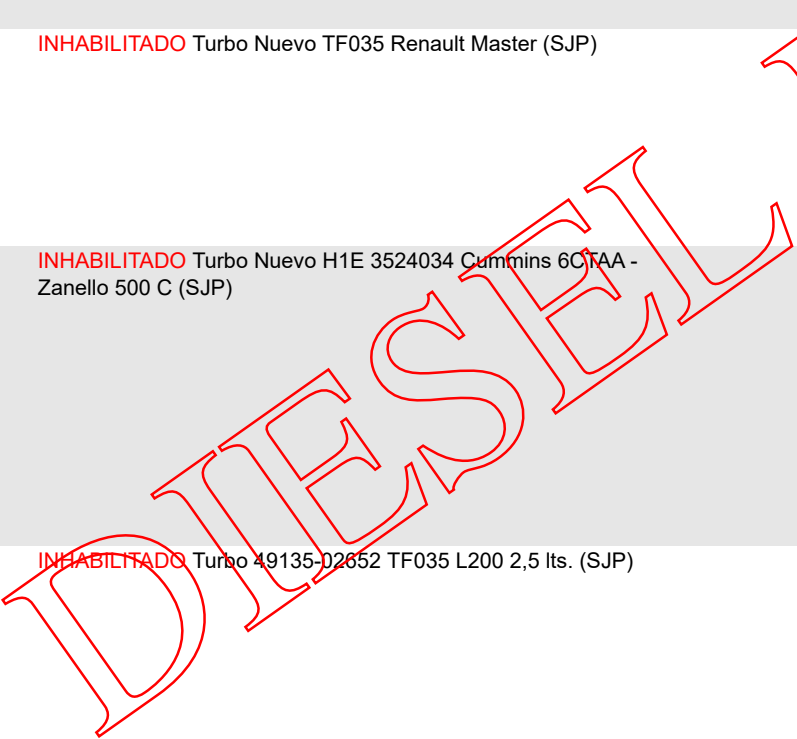 INHABILITADO Turbo Nuevo TF035 Renault Master (SJP)
INHABILITADO Turbo Nuevo H1E 3524034 Cummins 6CTAA -
Zanello 500 C (SJP)
INHABILITADO Turbo 49135-02652 TF035 L200 2,5 lts. (SJP)
DIESEL